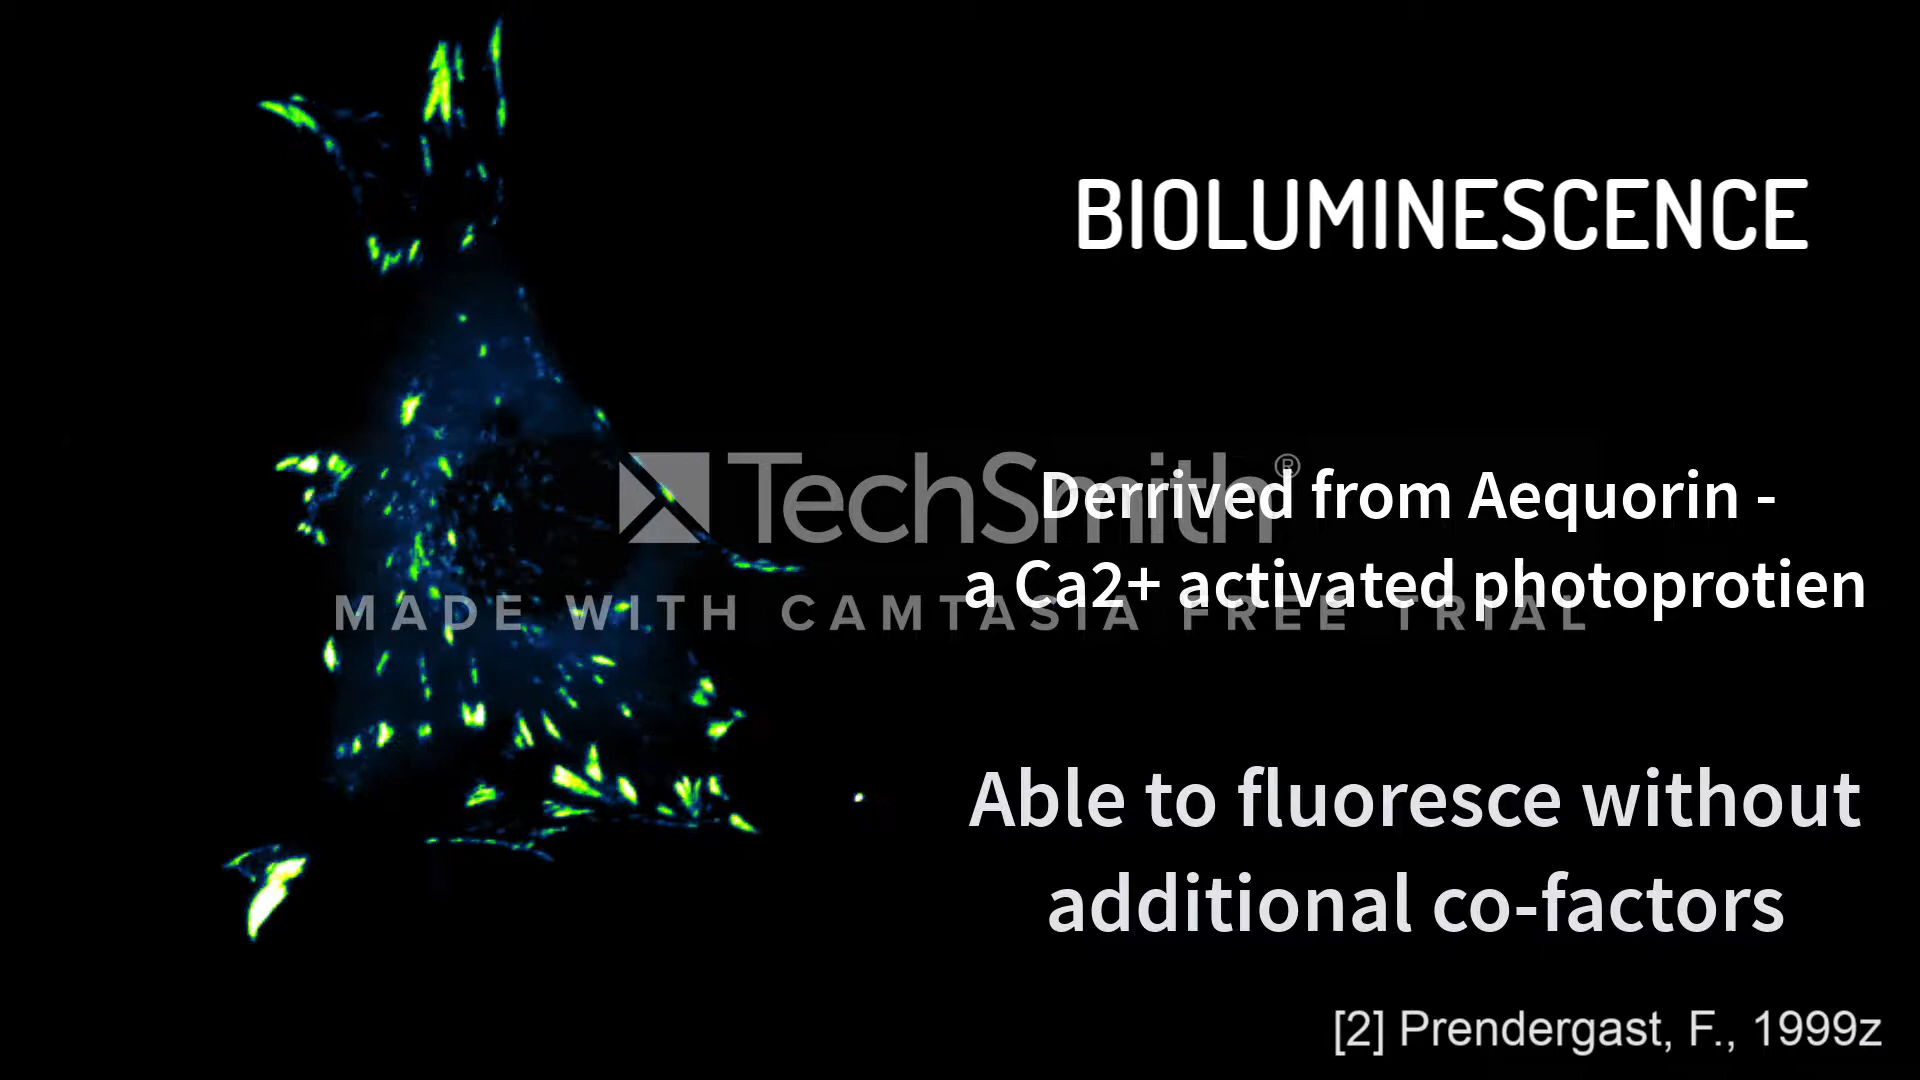 BIOLUMINESCENCE
TechSmith®
Derrived from Aequorin -
a Ca2+ activated photoprotien
MADE WITH CAMTASIA FREE TRIAL
Able to fluoresce without
additional co-factors
[2] Prendergast, F., 1999z